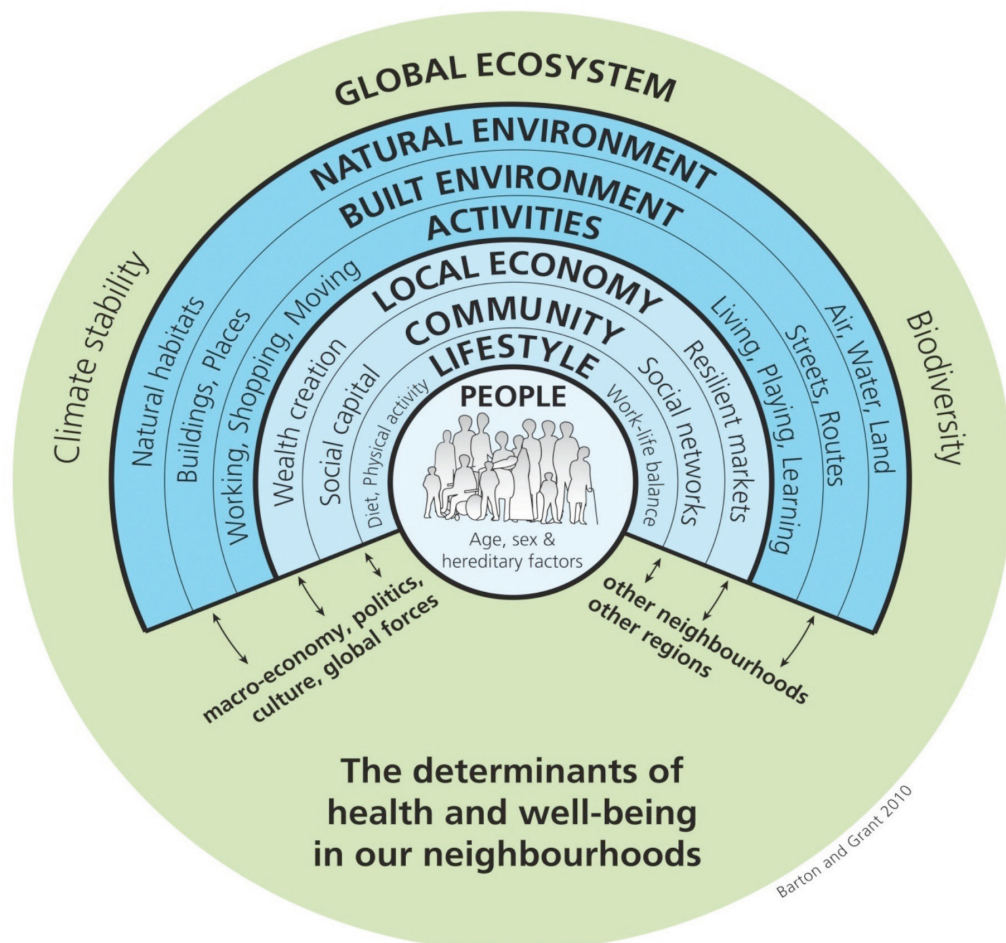 GLOBAL ECOSYSTEM
NATURAL ENVIRONMENT
BUILT ENVIRONMENT
ACTIVITIES
LOCAL ECONOMY
COMMUNITY
LIFESTYLE
PEOPLE
Age, sex &
hereditary factors
Climate stability
Natural habitats
Buildings, Places
Working, Shopping, Moving
Wealth creation
Social capital
Diet, Physical activity
Work-life balance
Social networks
Resilient markets
Living, Playing, Learning
Streets, Routes
Air, Water, Land
Biodiversity
macro-economy, politics,
culture, global forces
other neighbourhoods
other regions
The determinants of
health and well-being
in our neighbourhoods
Barton and Grant 2010